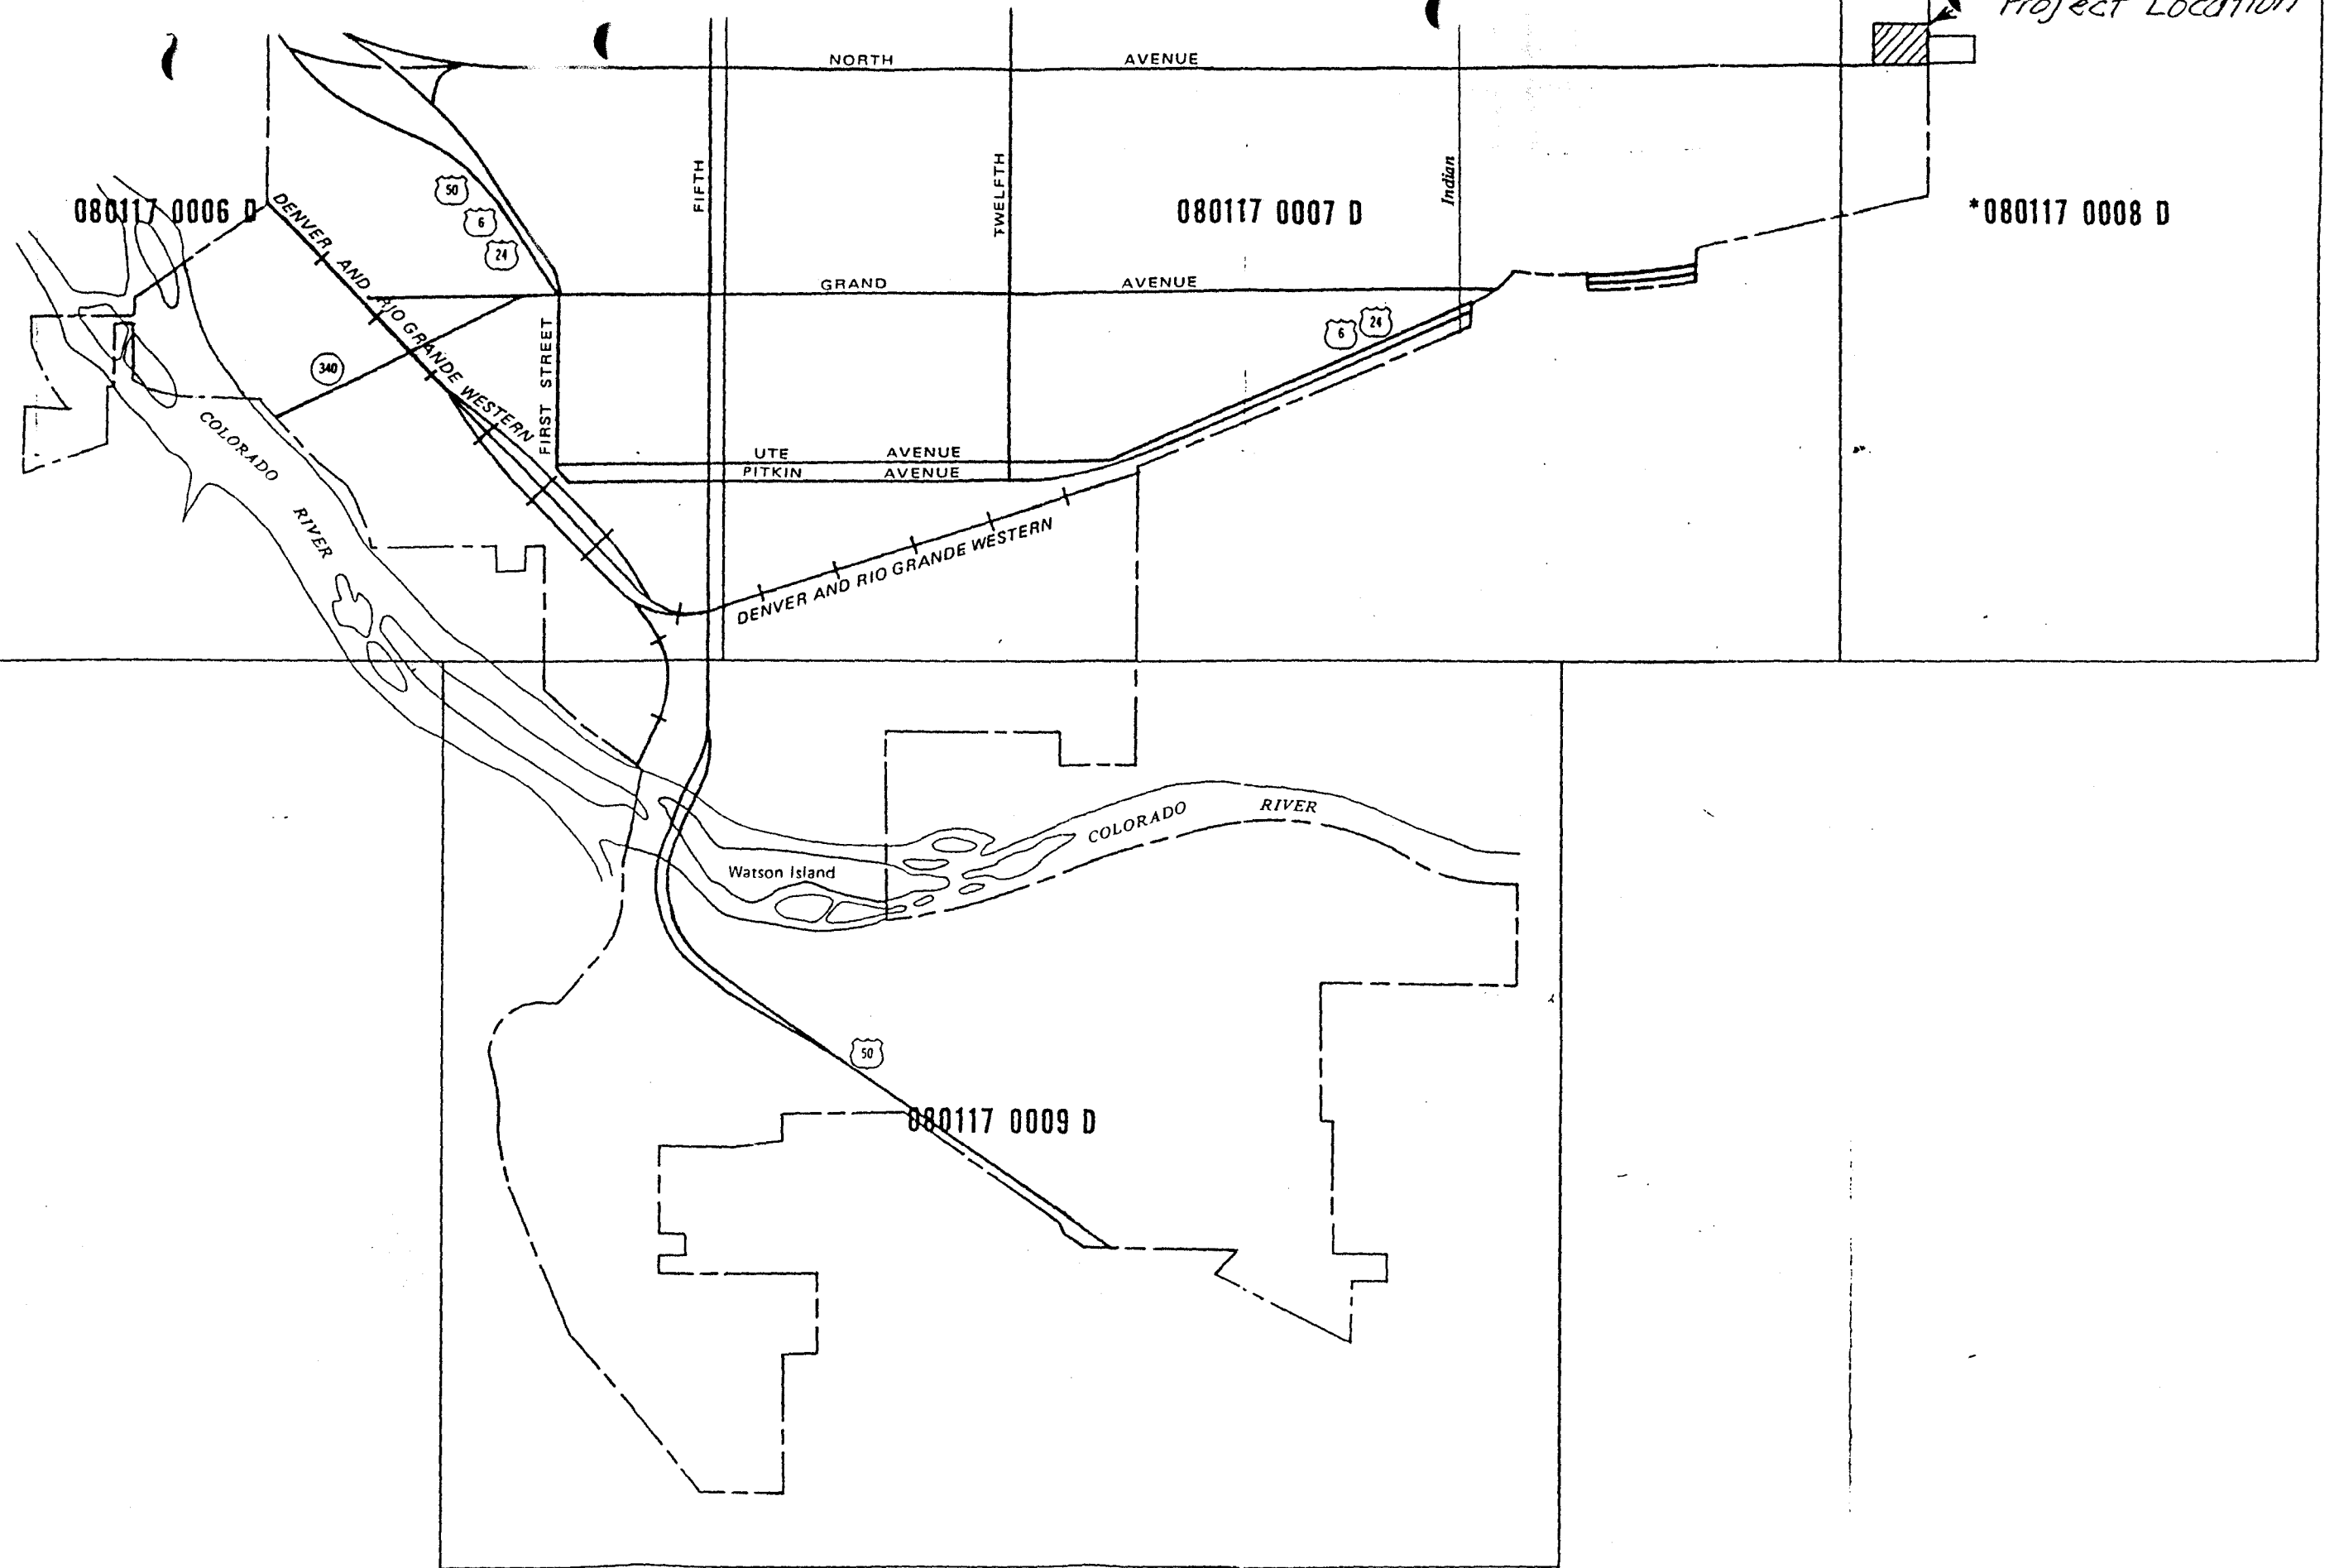 Project Location
NORTH AVENUE
50
6
24
FIFTH
TWELFTH
Indian
080117 0006 D
080117 0007 D
*080117 0008 D
DENVER AND RIO GRANDE WESTERN
GRAND AVENUE
6
24
340
FIRST STREET
COLORADO RIVER
UTE AVENUE
PITKIN AVENUE
DENVER AND RIO GRANDE WESTERN
COLORADO RIVER
Watson Island
50
080117 0009 D